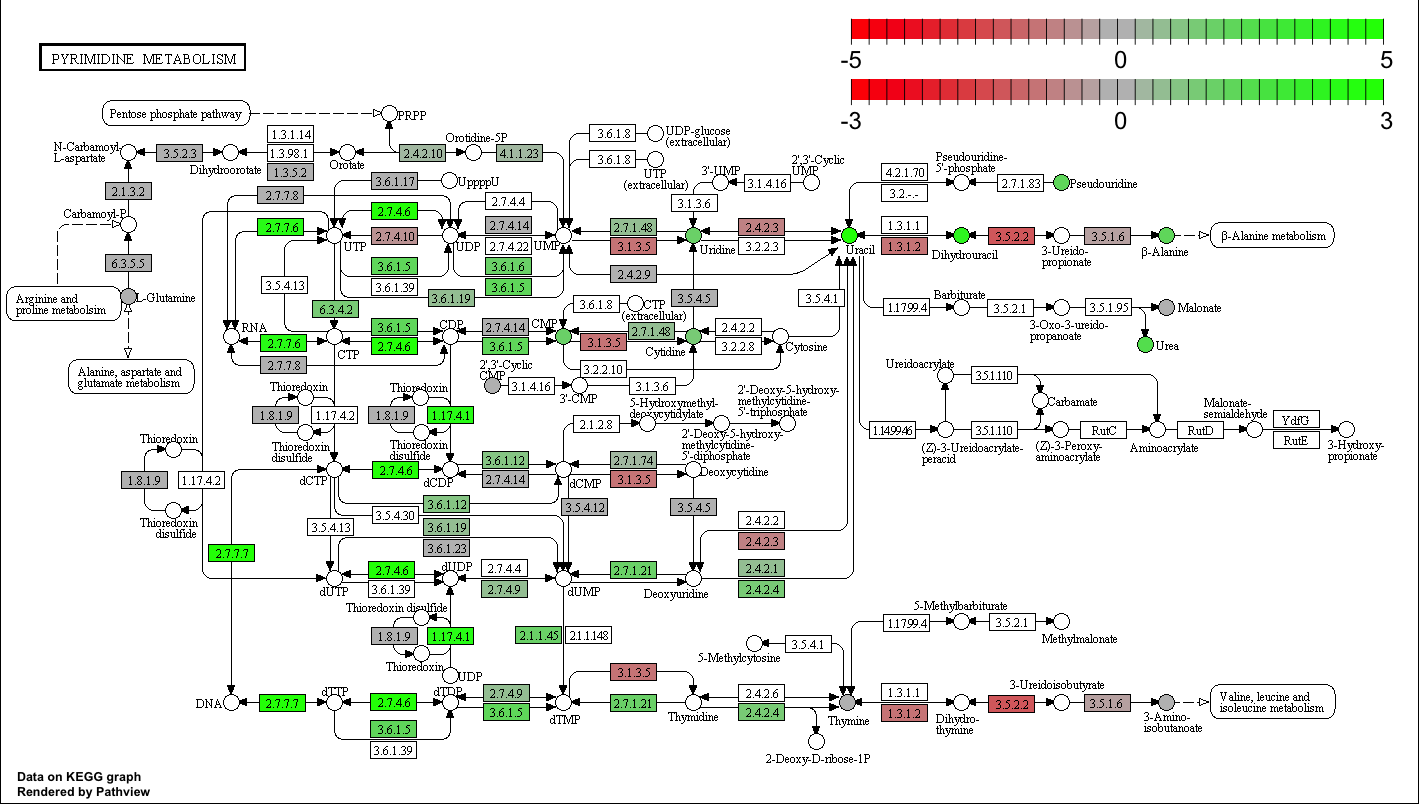 PYRIMIDINE METABOLISM
-5
0
5
-3
0
3
Pentose phosphate pathway
PRPP
N-Carbamoyl-
L-aspartate
3.5.2.3
Dihydroorotate
1.3.1.14
1.3.98.1
1.3.5.2
Orotate
2.4.2.10
Orotidine-5P
4.1.1.23
3.6.1.8
UDP-glucose
(extracellular)
3.6.1.8
UTP
(extracellular)
3'-UMP
3.1.4.16
2',3'-Cyclic
UMP
3.1.3.6
4.2.1.70
3.2.-.-
Pseudouridine-
5'-phosphate
2.7.1.83
Pseudouridine
2.1.3.2
Carbamoyl-P
6.3.5.5
L-Glutamine
Arginine and
proline metabolsim
Alanine, aspartate and
glutamate metabolism
2.7.7.8
3.6.1.17
UppppU
2.7.7.6
UTP
2.7.4.6
2.7.4.10
UDP
2.7.4.4
2.7.4.14
2.7.4.22
UMP
2.7.1.48
3.1.3.5
Uridine
2.4.2.3
3.2.2.3
Uracil
1.3.1.1
1.3.1.2
Dihydrouracil
3.5.2.2
3-Ureido-
propionate
3.5.1.6
β-Alanine
β-Alanine metabolism
3.6.1.5
3.6.1.39
3.6.1.6
3.6.1.5
2.4.2.9
3.5.4.13
6.3.4.2
3.6.1.19
3.6.1.8
CTP
(extracellular)
3.5.4.5
3.5.4.1
1.1.99.4
Barbiturate
3.5.2.1
3-Oxo-3-ureido-
propanoate
3.5.1.95
Malonate
Urea
RNA
2.7.7.6
CTP
3.6.1.5
2.7.4.6
CDP
2.7.4.14
3.6.1.5
CMP
2.7.1.48
3.1.3.5
Cytidine
2.4.2.2
3.2.2.8
Cytosine
2.7.7.8
3.2.2.10
2',3'-Cyclic
CMP
3.1.4.16
3'-CMP
3.1.3.6
Ureidoacrylate
3.5.1.110
Carbamate
1.14.99.46
(Z)-3-Ureidoacrylate-
peracid
3.5.1.110
(Z)-3-Peroxy-
aminoacrylate
RutC
Aminoacrylate
RutD
Malonate-
semialdehyde
YdfG
RutE
3-Hydroxy-
propionate
Thioredoxin
1.8.1.9
1.17.4.2
Thioredoxin
disulfide
Thioredoxin
1.8.1.9
1.17.4.1
Thioredoxin
disulfide
5-Hydroxymethyl-
deoxycytidylate
2'-Deoxy-5-hydroxy-
methylcytidine-
5'-triphosphate
2.1.2.8
2'-Deoxy-5-hydroxy-
methylcytidine-
5'-diphosphate
Thioredoxin
1.8.1.9
1.17.4.2
Thioredoxin
disulfide
dCTP
2.7.4.6
dCDP
3.6.1.12
2.7.4.14
dCMP
2.7.1.74
3.1.3.5
Deoxycytidine
3.6.1.12
3.5.4.30
3.5.4.13
3.6.1.19
3.6.1.23
3.5.4.12
3.5.4.5
2.4.2.2
2.4.2.3
2.7.7.7
dUTP
2.7.4.6
3.6.1.39
dUDP
2.7.4.4
2.7.4.9
dUMP
2.7.1.21
Deoxyuridine
2.4.2.1
2.4.2.4
Thioredoxin disulfide
1.8.1.9
1.17.4.1
Thioredoxin
UDP
2.1.1.45
2.1.1.148
5-Methylcytosine
3.5.4.1
1.1.99.4
5-Methylbarbiturate
3.5.2.1
Methylmalonate
DNA
2.7.7.7
dTTP
2.7.4.6
dTDP
2.7.4.9
3.6.1.5
dTMP
3.1.3.5
2.7.1.21
Thymidine
2.4.2.6
2.4.2.4
Thymine
1.3.1.1
1.3.1.2
Dihydro-
thymine
3.5.2.2
3-Ureidoisobutyrate
3.5.1.6
3-Amino-
isobutanoate
Valine, leucine and
isoleucine metabolism
3.6.1.5
3.6.1.39
2-Deoxy-D-ribose-1P
Data on KEGG graph
Rendered by Pathview